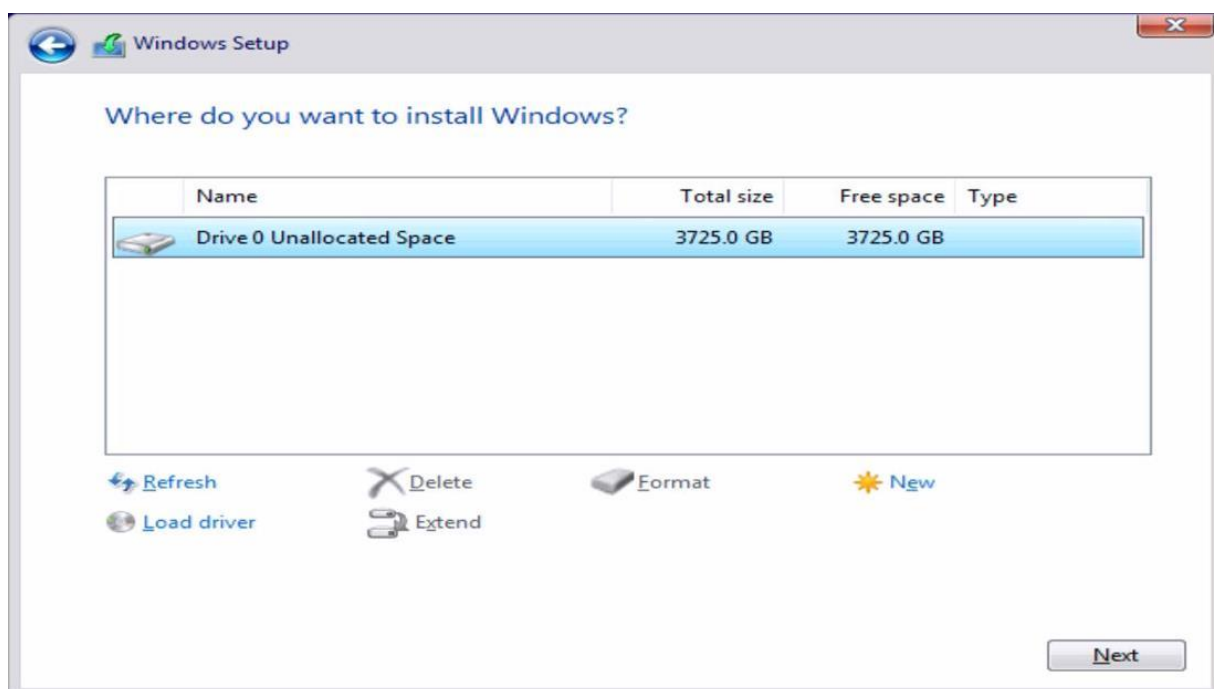 Windows Setup
Where do you want to install Windows?
Name Total size Free space Type
Drive 0 Unallocated Space 3725.0 GB 3725.0 GB
Refresh Delete Format New
Load driver Extend
Next